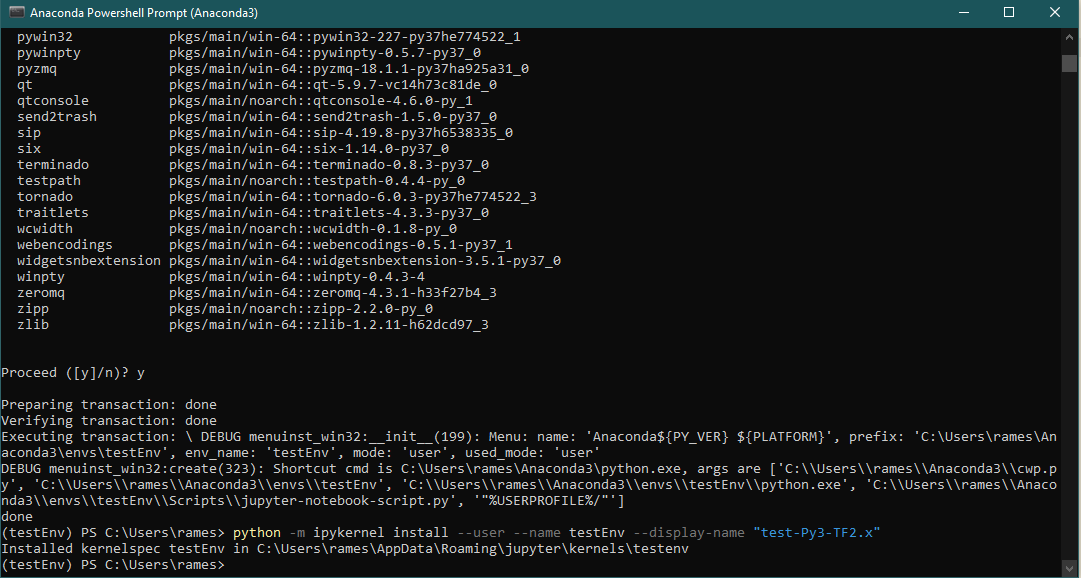 Anaconda Powershell Prompt (Anaconda3)
pywin32 pkgs/main/win-64::pywin32-227-py37he774522_1
pywinpty pkgs/main/win-64::pywinpty-0.5.7-py37_0
pyzmq pkgs/main/win-64::pyzmq-18.1.1-py37ha925a31_0
qt pkgs/main/win-64::qt-5.9.7-vc14h73c81de_0
qtconsole pkgs/main/noarch::qtconsole-4.6.0-py_1
send2trash pkgs/main/win-64::send2trash-1.5.0-py37_0
sip pkgs/main/win-64::sip-4.19.8-py37h6538335_0
six pkgs/main/win-64::six-1.14.0-py37_0
terminado pkgs/main/win-64::terminado-0.8.3-py37_0
testpath pkgs/main/noarch::testpath-0.4.4-py_0
tornado pkgs/main/win-64::tornado-6.0.3-py37he774522_3
traitlets pkgs/main/win-64::traitlets-4.3.3-py37_0
wcwidth pkgs/main/noarch::wcwidth-0.1.8-py_0
webencodings pkgs/main/win-64::webencodings-0.5.1-py37_1
widgetsnbextension pkgs/main/win-64::widgetsnbextension-3.5.1-py37_0
winpty pkgs/main/win-64::winpty-0.4.3-4
zeromq pkgs/main/win-64::zeromq-4.3.1-h33f27b4_3
zipp pkgs/main/noarch::zipp-2.2.0-py_0
zlib pkgs/main/win-64::zlib-1.2.11-h62dcd97_3
Proceed ([y]/n)? y
Preparing transaction: done
Verifying transaction: done
Executing transaction: \ DEBUG menuinst_win32:__init__(199): Menu: name: 'Anaconda${PY_VER} ${PLATFORM}', prefix: 'C:\Users\rames\An
aconda3\envs\testEnv', env_name: 'testEnv', mode: 'user', used_mode: 'user'
DEBUG menuinst_win32:create(323): Shortcut cmd is C:\Users\rames\Anaconda3\python.exe, args are ['C:\\Users\\rames\\Anaconda3\\cwp.p
y', 'C:\\Users\\rames\\Anaconda3\\envs\\testEnv', 'C:\\Users\\rames\\Anaconda3\\envs\\testEnv\\python.exe', 'C:\\Users\\rames\\Anaco
nda3\\envs\\testEnv\\Scripts\\jupyter-notebook-script.py', '"%USERPROFILE%/"']
done
(testEnv) PS C:\Users\rames> python -m ipykernel install --user --name testEnv --display-name "test-Py3-TF2.x"
Installed kernelspec testEnv in C:\Users\rames\AppData\Roaming\jupyter\kernels\testenv
(testEnv) PS C:\Users\rames>